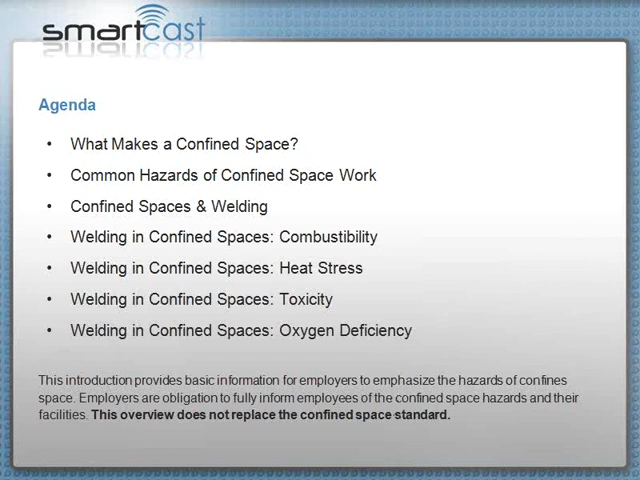 smartcast
Agenda
• What Makes a Confined Space?
• Common Hazards of Confined Space Work
• Confined Spaces & Welding
• Welding in Confined Spaces: Combustibility
• Welding in Confined Spaces: Heat Stress
• Welding in Confined Spaces: Toxicity
• Welding in Confined Spaces: Oxygen Deficiency
This introduction provides basic information for employers to emphasize the hazards of confines
space. Employers are obligation to fully inform employees of the confined space hazards and their
facilities. This overview does not replace the confined space standard.